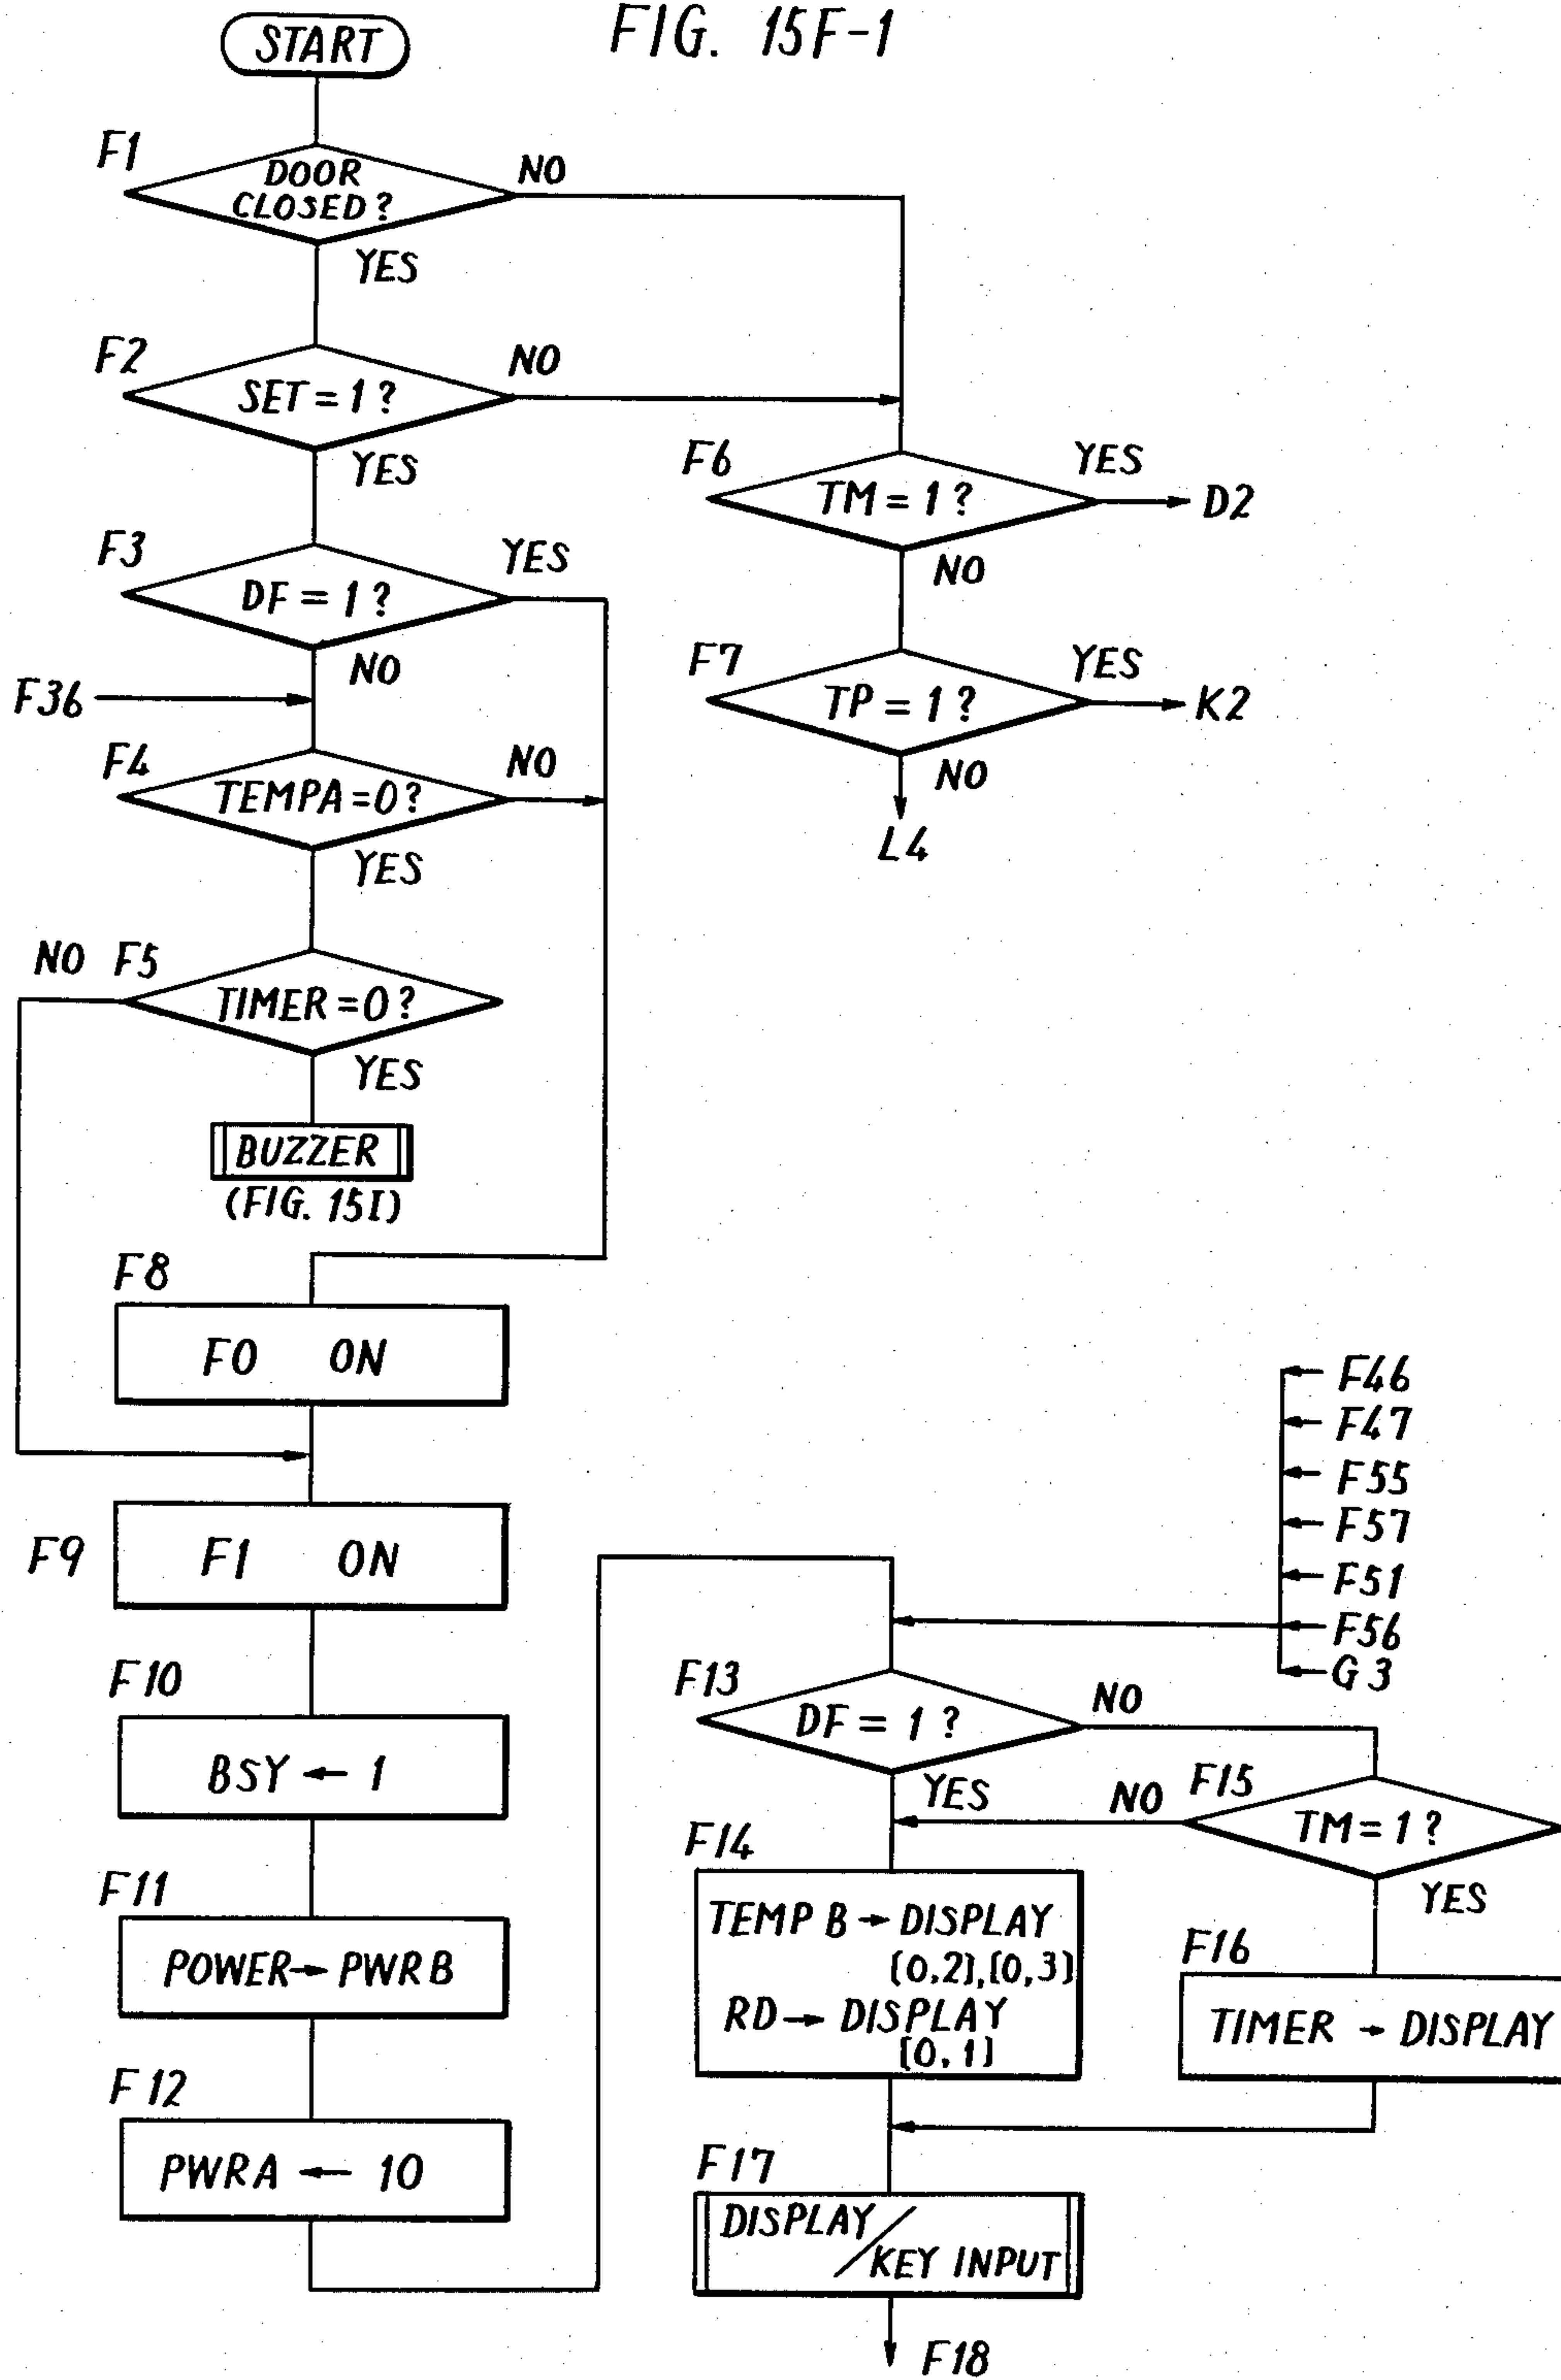 FIG. 15F-1
START
F1
DOOR
CLOSED?
NO
YES
F2
SET=1?
NO
YES
F3
DF=1?
YES
NO
F36
F4
TEMPA=0?
NO
YES
NO
F5
TIMER=0?
YES
BUZZER
(FIG. 15I)
F6
TM=1?
YES
D2
NO
F7
TP=1?
YES
K2
NO
L4
F8
F0 ON
F9
F1 ON
F10
BSY ← 1
F11
POWER→PWRB
F12
PWRA ← 10
F46
F47
F55
F57
F51
F56
G3
F13
DF=1?
NO
YES
F15
NO
TM=1?
YES
F14
TEMP B→DISPLAY
[0,2],[0,3]
RD→DISPLAY
[0,1]
F16
TIMER→DISPLAY
F17
DISPLAY/
KEY INPUT
F18